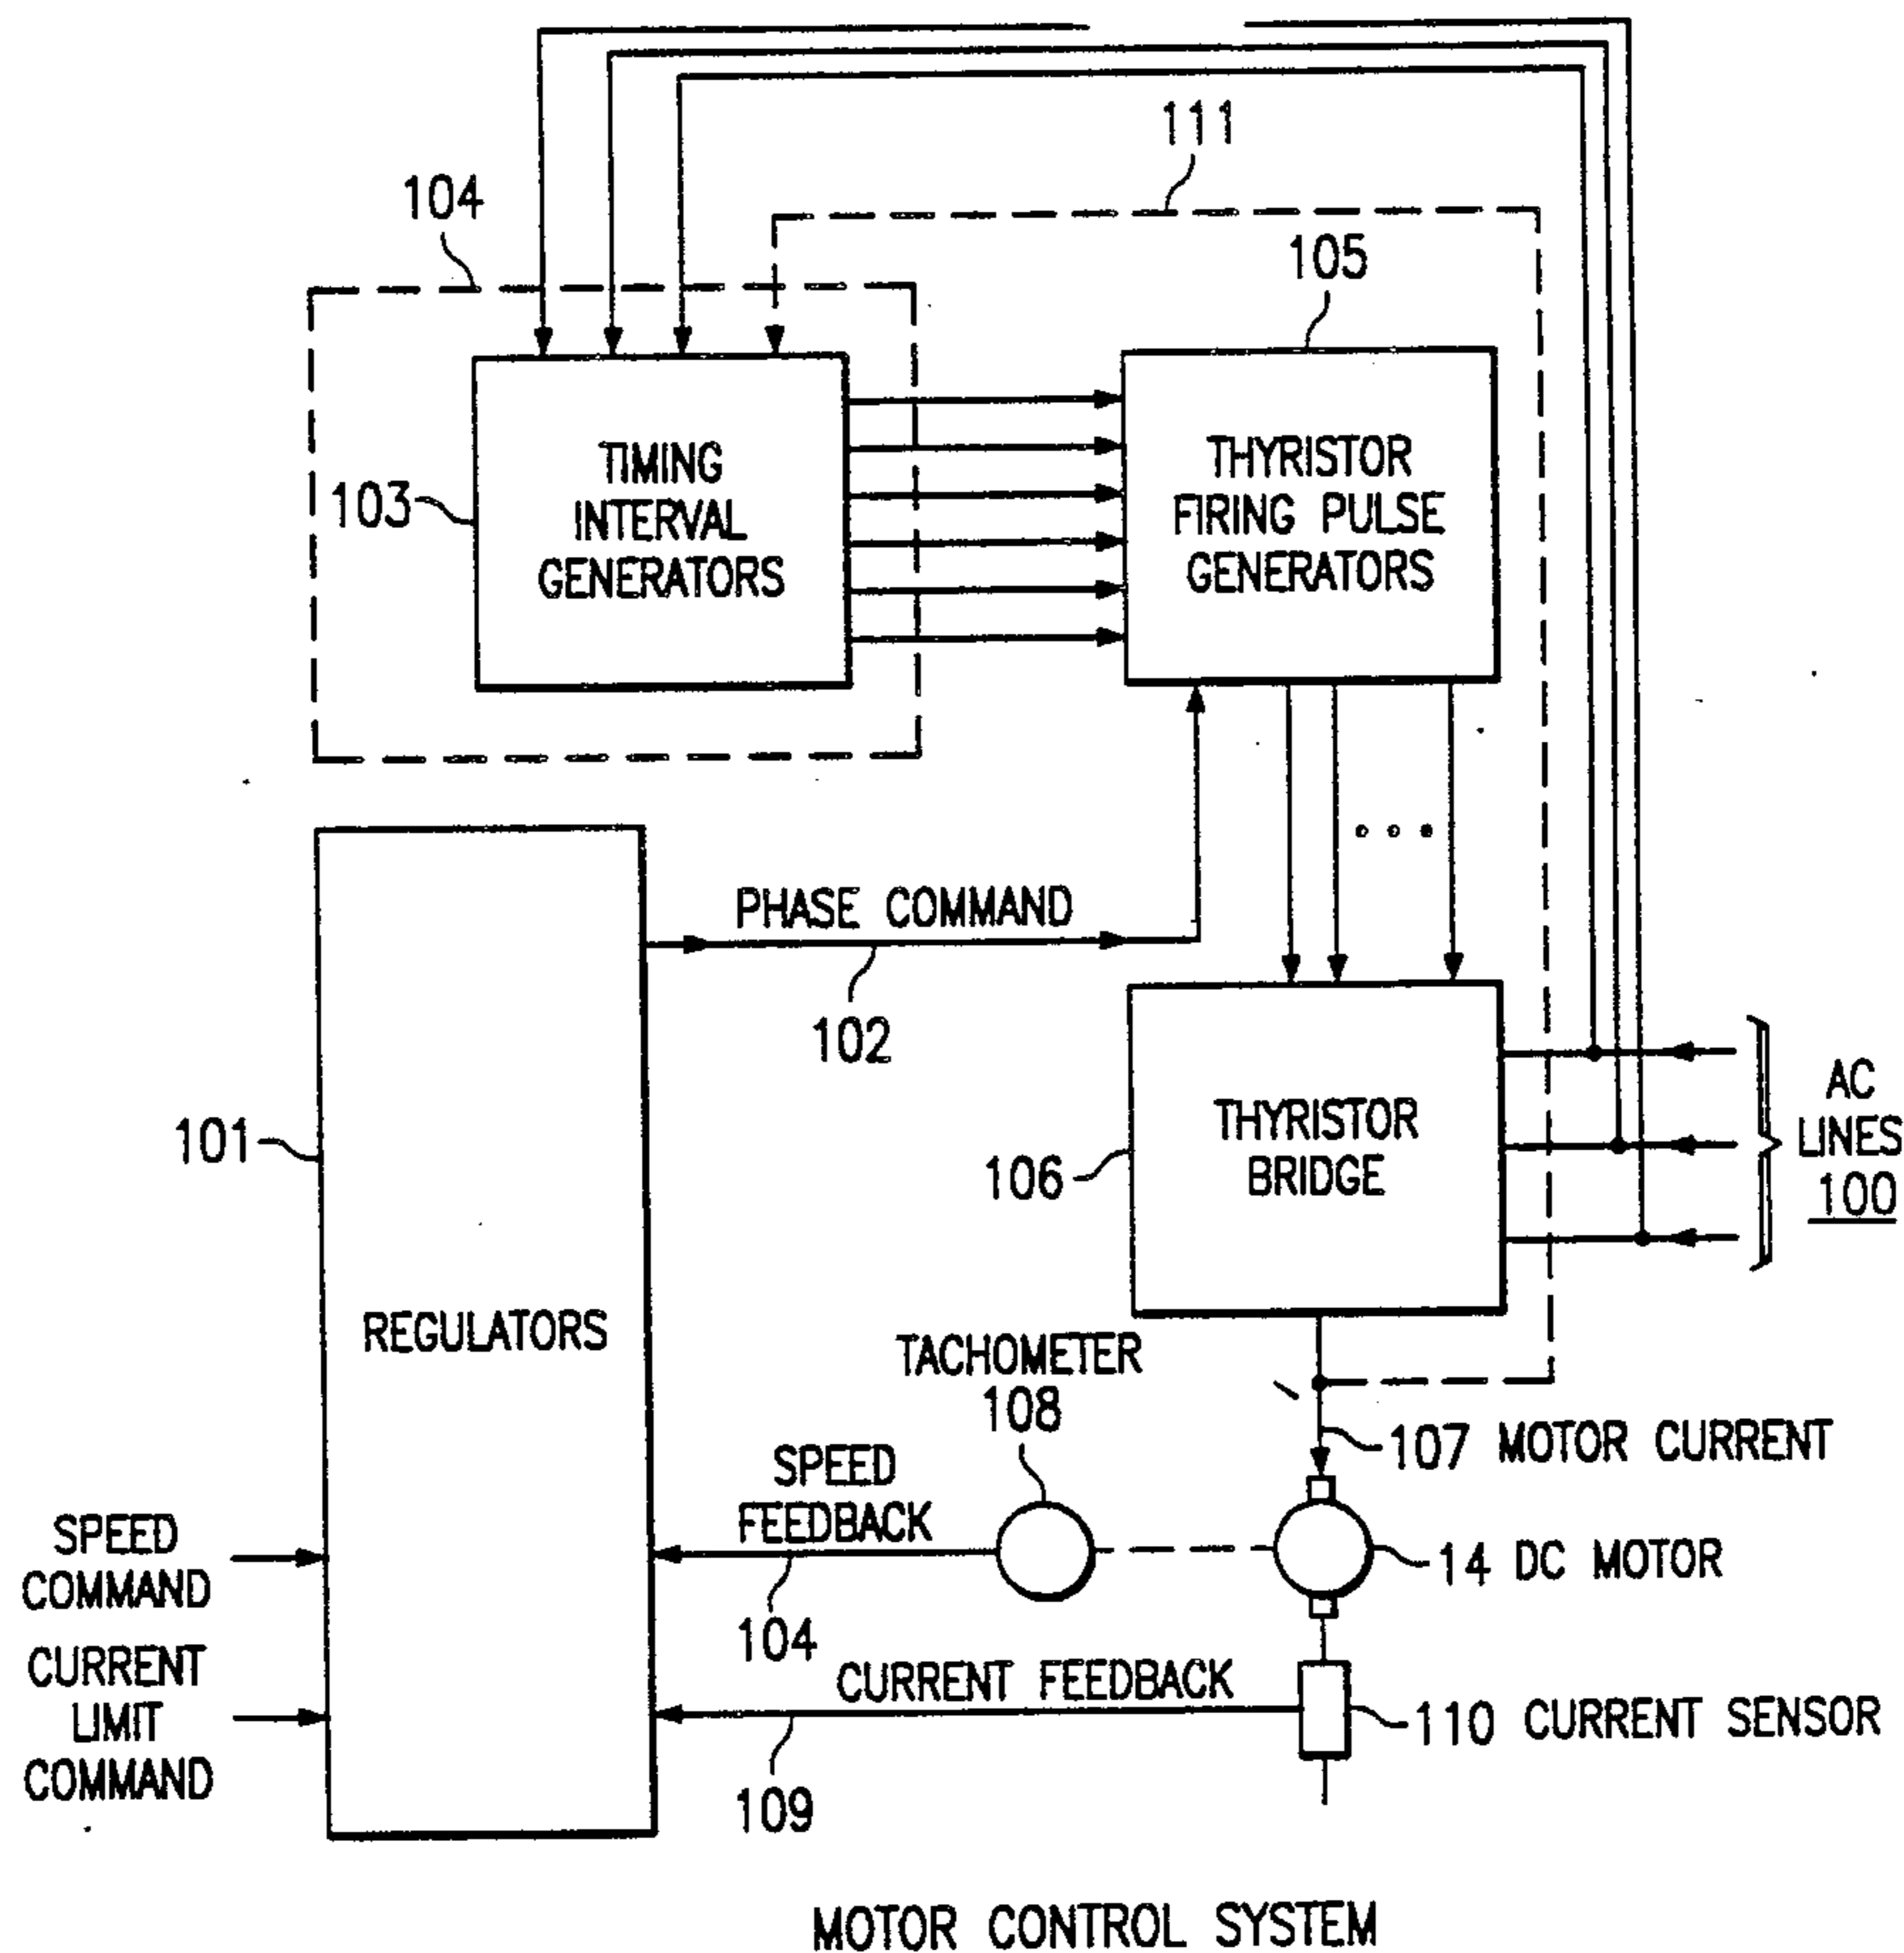 111
104
105
TIMING
INTERVAL
GENERATORS
103
THYRISTOR
FIRING PULSE
GENERATORS
PHASE COMMAND
102
101
REGULATORS
106
THYRISTOR
BRIDGE
AC
LINES
100
TACHOMETER
108
107 MOTOR CURRENT
SPEED
FEEDBACK
104
14 DC MOTOR
SPEED
COMMAND
CURRENT
LIMIT
COMMAND
CURRENT FEEDBACK
109
110 CURRENT SENSOR
MOTOR CONTROL SYSTEM